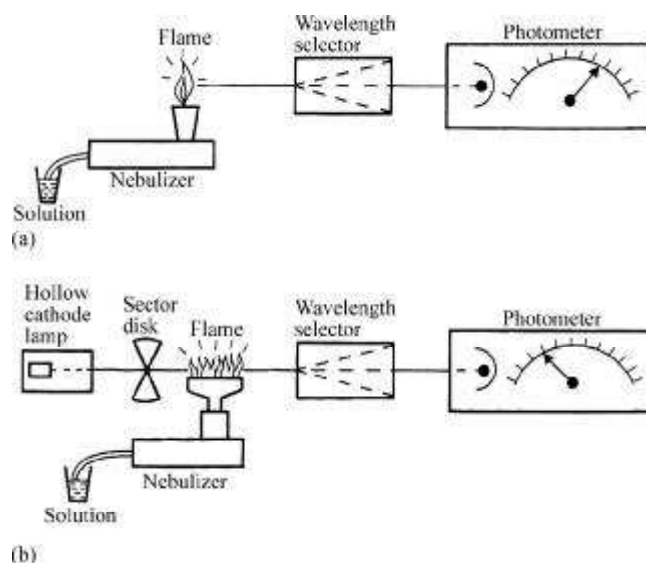 Flame
Wavelength
selector
Photometer
Nebulizer
Solution
(a)
Hollow
cathode
lamp
Sector
disk
Flame
Wavelength
selector
Photometer
Nebulizer
Solution
(b)